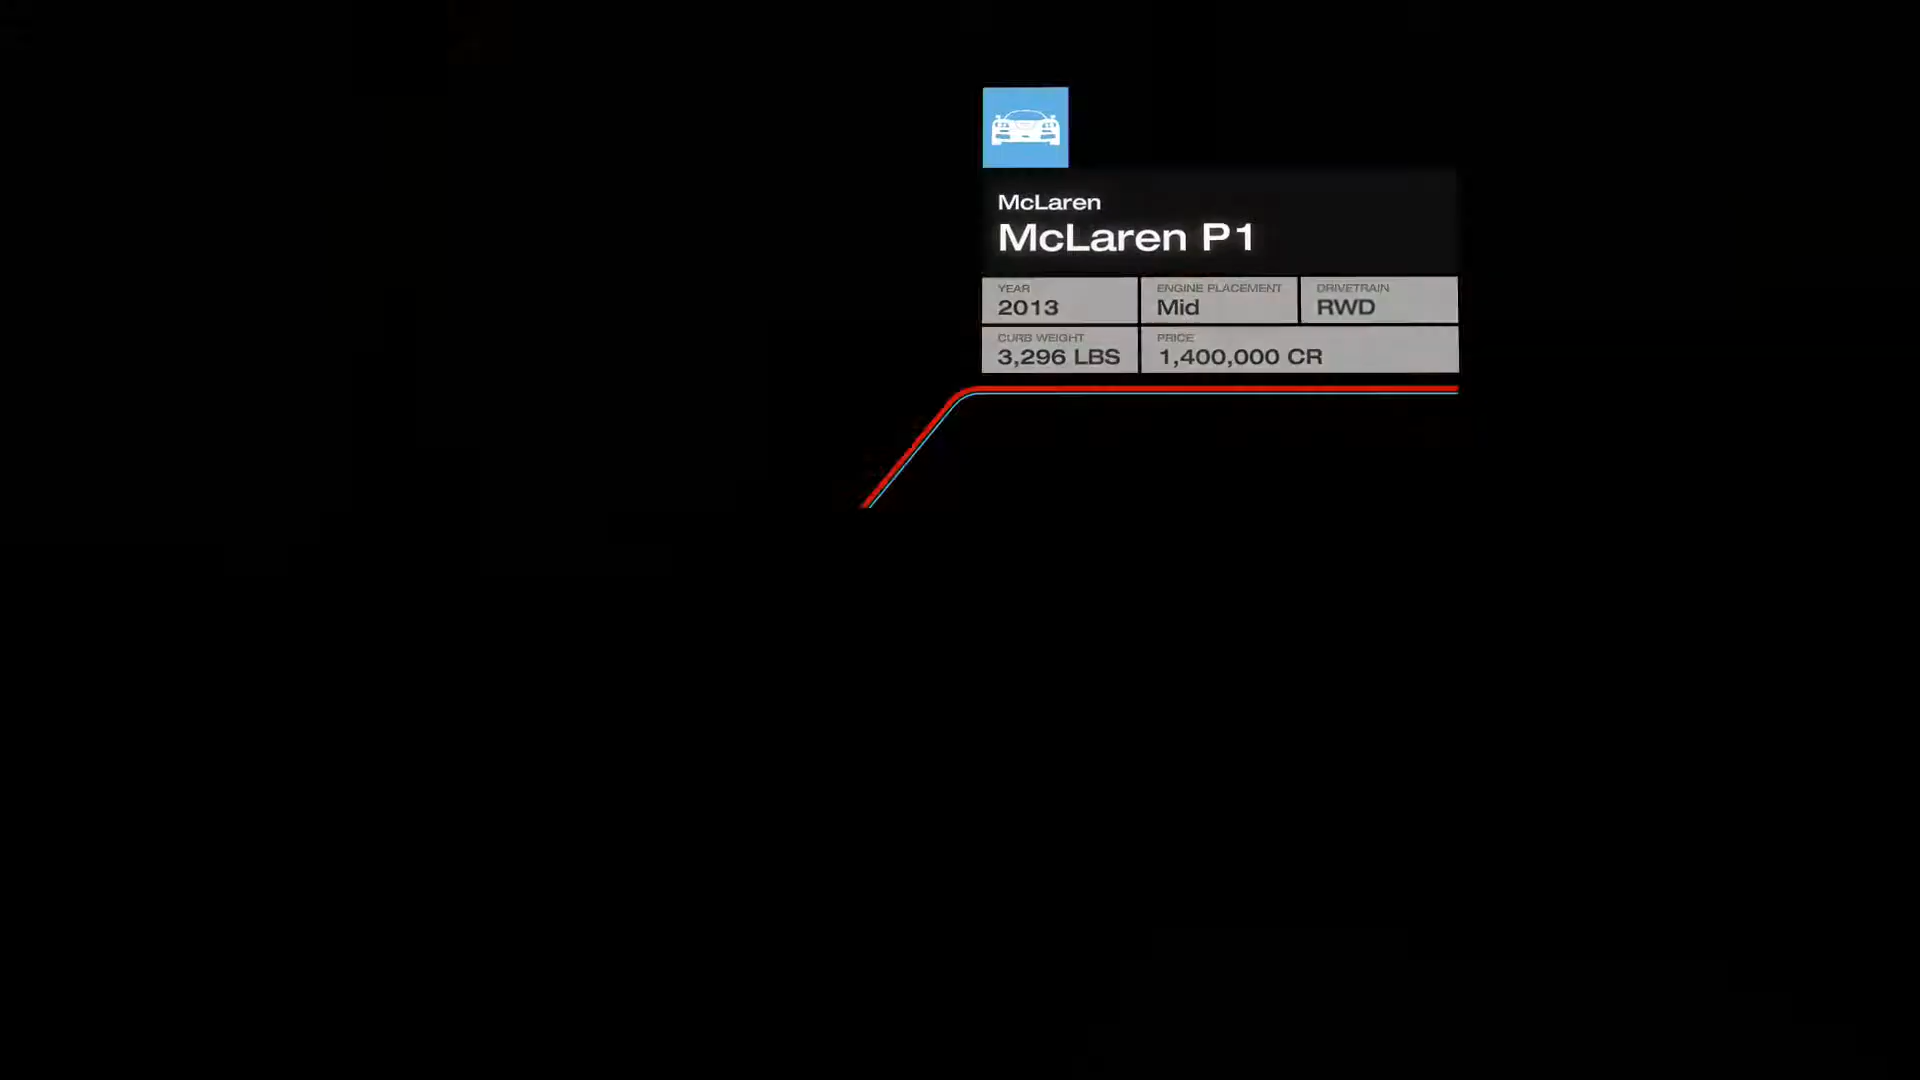 McLaren
McLaren P1
YEAR
2013
ENGINE PLACEMENT
Mid
DRIVETRAIN
RWD
CURB WEIGHT
3,296 LBS
PRICE
1,400,000 CR